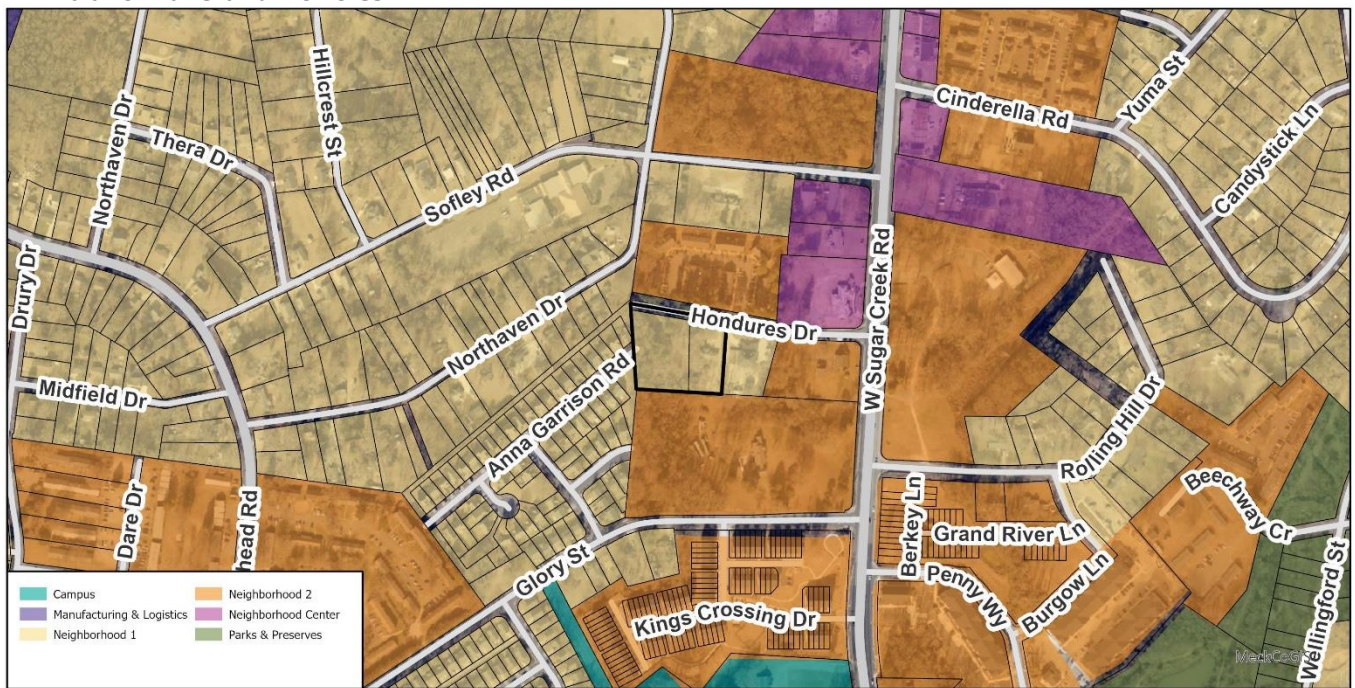 Hillcrest St
Yuma St
Cinderella Rd
Candystick Ln
Northaven Dr
Thera Dr
Sofley Rd
W Sugar Creek Rd
Drury Dr
Hondures Dr
Northaven Dr
Midfield Dr
Anna Garrison Rd
Rolling Hill Dr
Beechway Cr
Berkey Ln
Grand River Ln
Dare Dr
head Rd
Glory St
Penny Wy
Burgow Ln
Kings Crossing Dr
Wellingford St
Campus
Manufacturing & Logistics
Neighborhood 1
Neighborhood 2
Neighborhood Center
Parks & Preserves